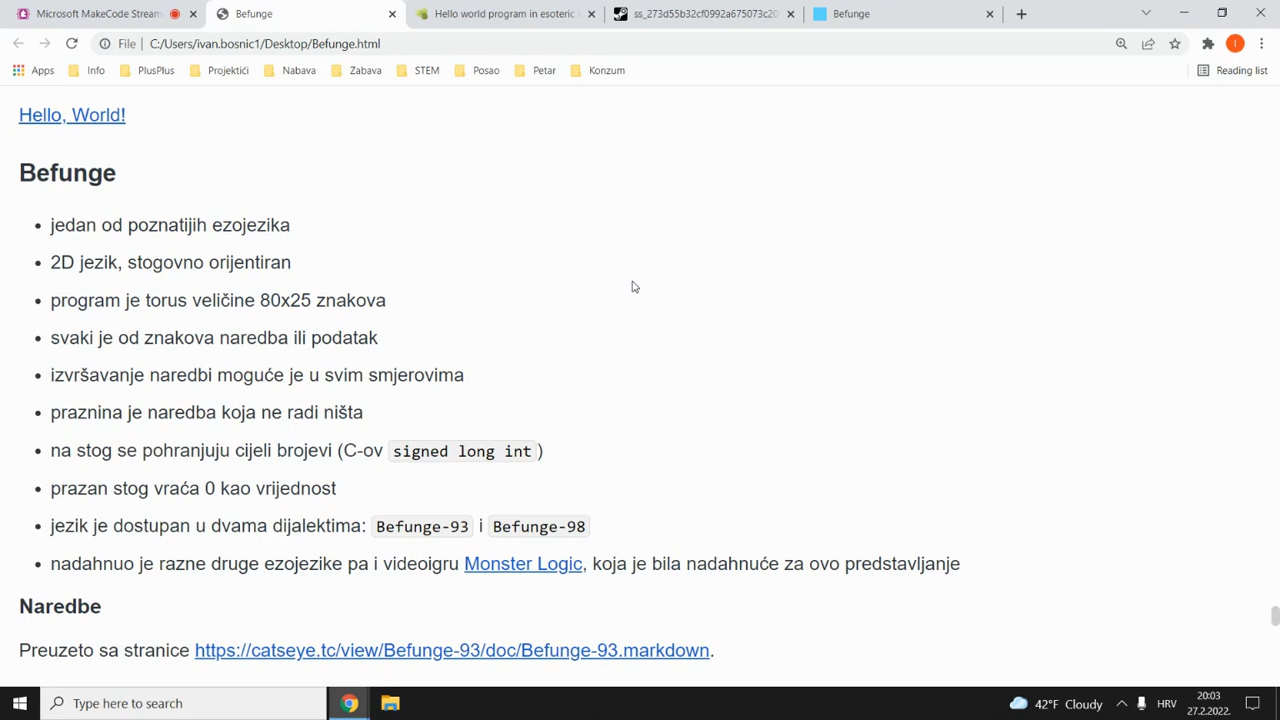 Microsoft MakeCode Stream
Befunge
Hello world program in esoteric
ss_273d55b32cf0992a675073c20
Befunge
File
C:/Users/ivan.bosnic1/Desktop/Befunge.html
I
Apps
Info
PlusPlus
Projektići
Nabava
Zabava
STEM
Posao
Petar
Konzum
Reading list
Hello, World!
Befunge
• jedan od poznatijih ezojezika
• 2D jezik, stogovno orijentiran
• program je torus veličine 80x25 znakova
• svaki je od znakova naredba ili podatak
• izvršavanje naredbi moguće je u svim smjerovima
• praznina je naredba koja ne radi ništa
• na stog se pohranjuju cijeli brojevi (C-ov signed long int)
• prazan stog vraća 0 kao vrijednost
• jezik je dostupan u dvama dijalektima: Befunge-93 i Befunge-98
• nadahnuo je razne druge ezojezike pa i videoigru Monster Logic, koja je bila nadahnuće za ovo predstavljanje
Naredbe
Preuzeto sa stranice https://catseye.tc/view/Befunge-93/doc/Befunge-93.markdown.
Type here to search
42°F Cloudy
HRV
20:03
27.2.2022.